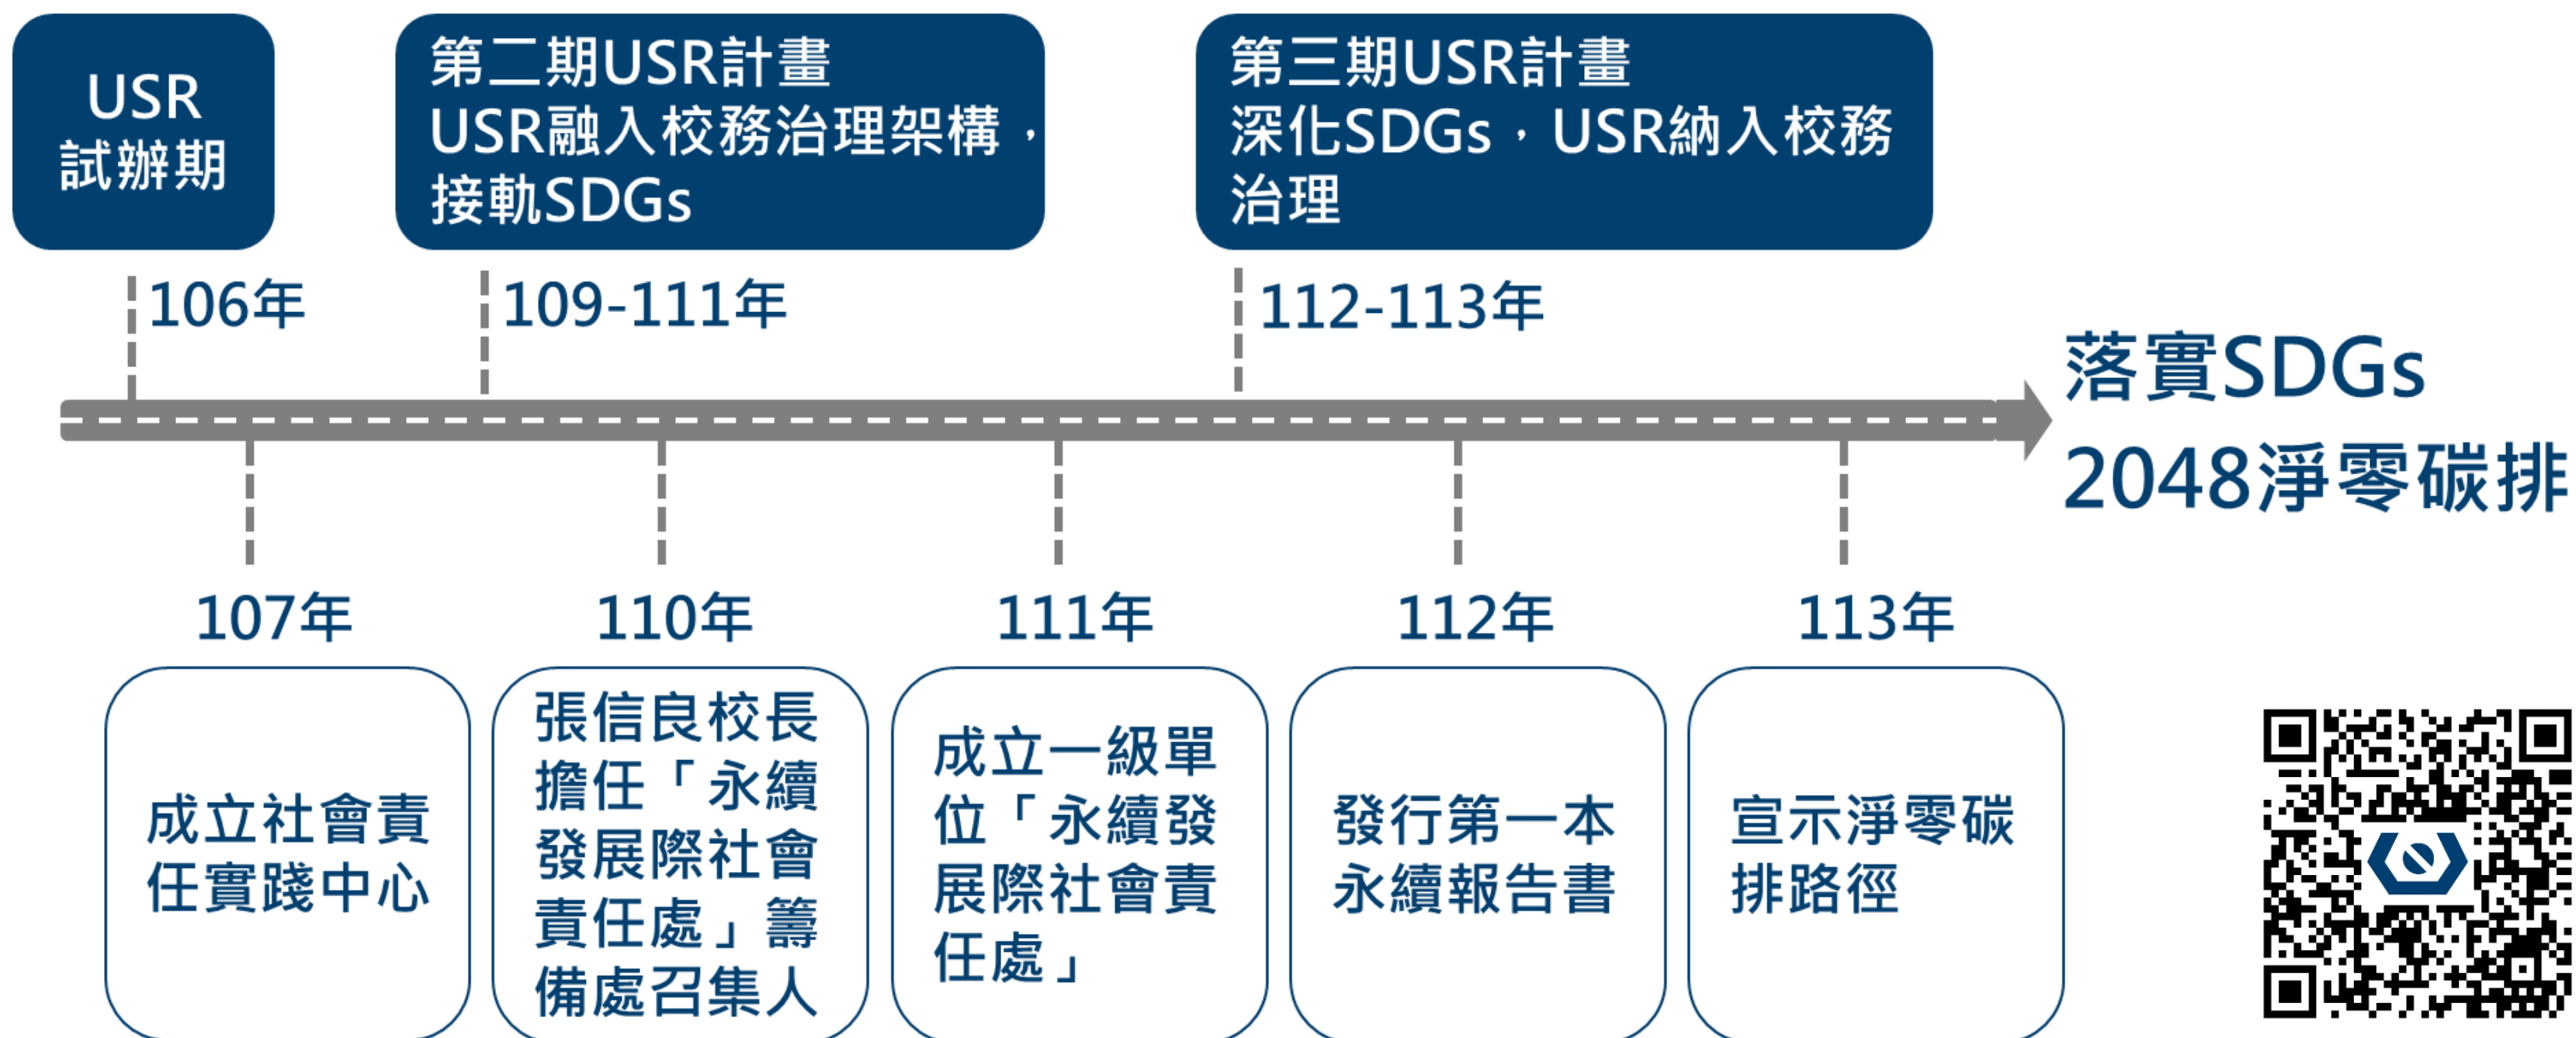 USR
試辦期
第二期USR計畫
USR融入校務治理架構，
接軌SDGs
第三期USR計畫
深化SDGs，USR納入校務
治理
106年
109-111年
112-113年
落實SDGs
2048淨零碳排
107年
110年
111年
112年
113年
成立社會責
任實踐中心
張信良校長
擔任「永續
發展際社會
責任處」籌
備處召集人
成立一級單
位「永續發
展際社會責
任處」
發行第一本
永續報告書
宣示淨零碳
排路徑